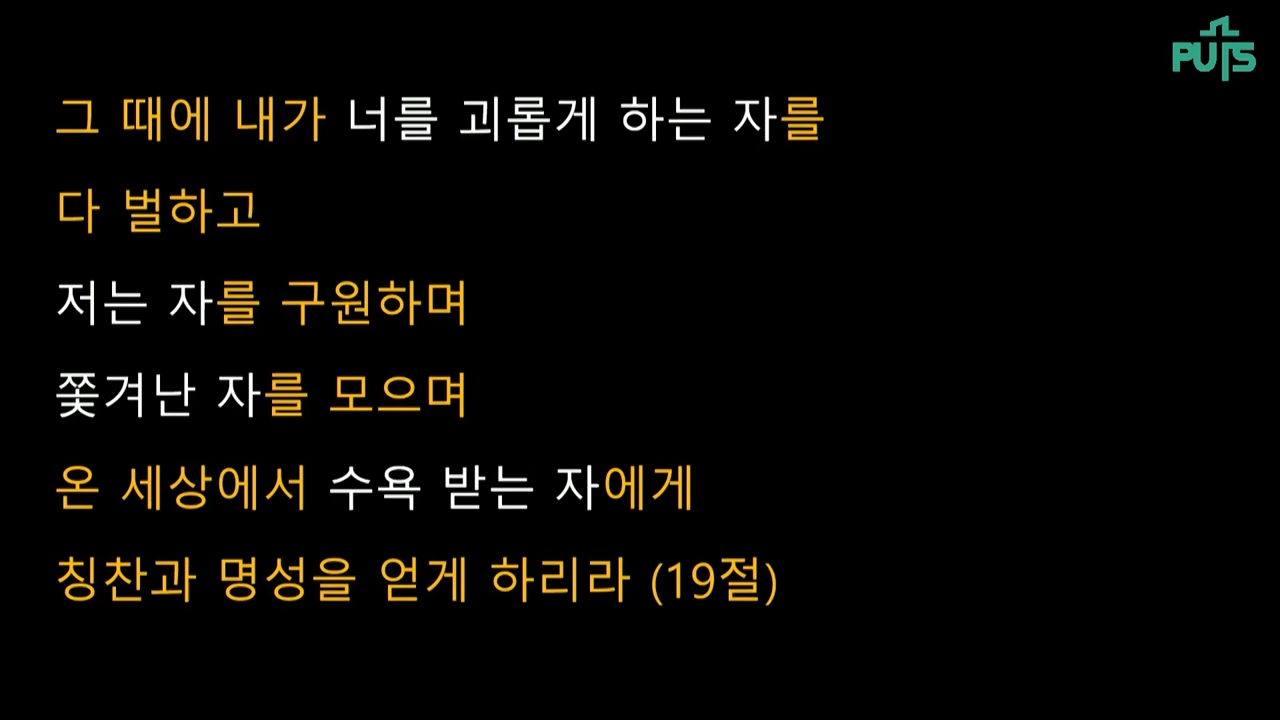 PUTS
그 때에 내가 너를 괴롭게 하는 자를
다 벌하고
저는 자를 구원하며
쫓겨난 자를 모으며
온 세상에서 수욕 받는 자에게
칭찬과 명성을 얻게 하리라 (19절)